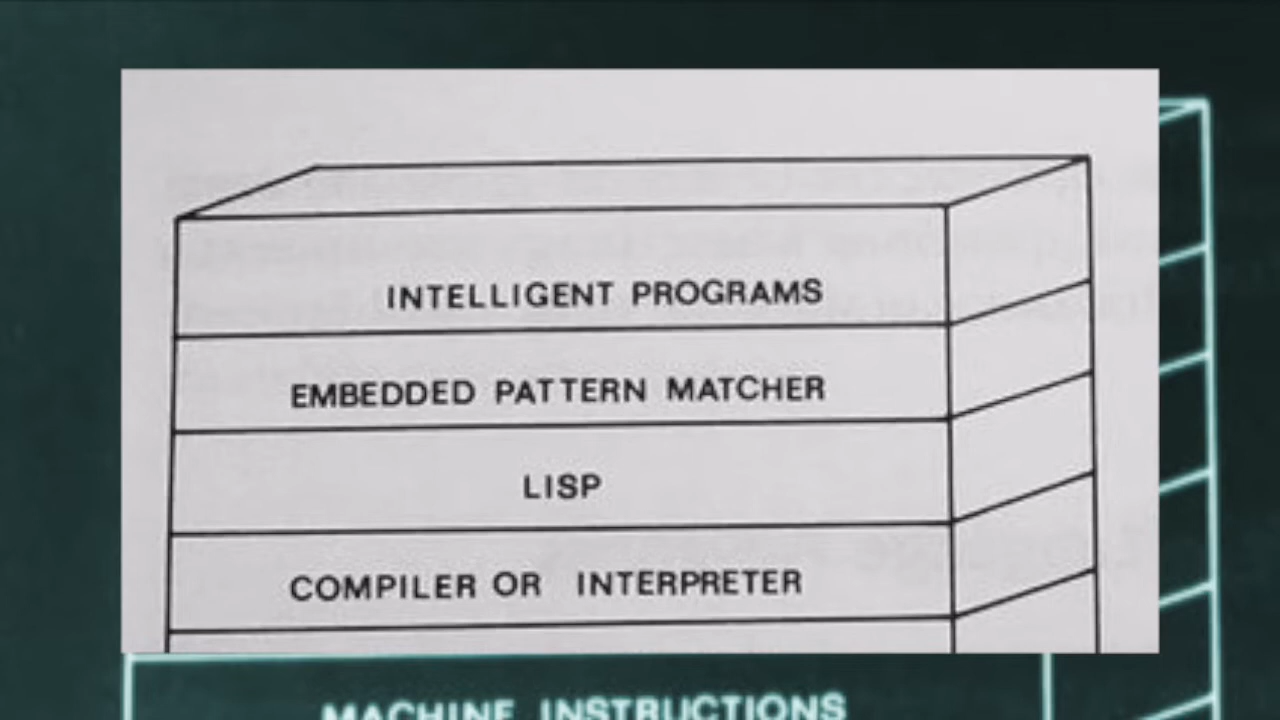 INTELLIGENT PROGRAMS
EMBEDDED PATTERN MATCHER
LISP
COMPILER OR INTERPRETER
MACHINE INSTRUCTIONS